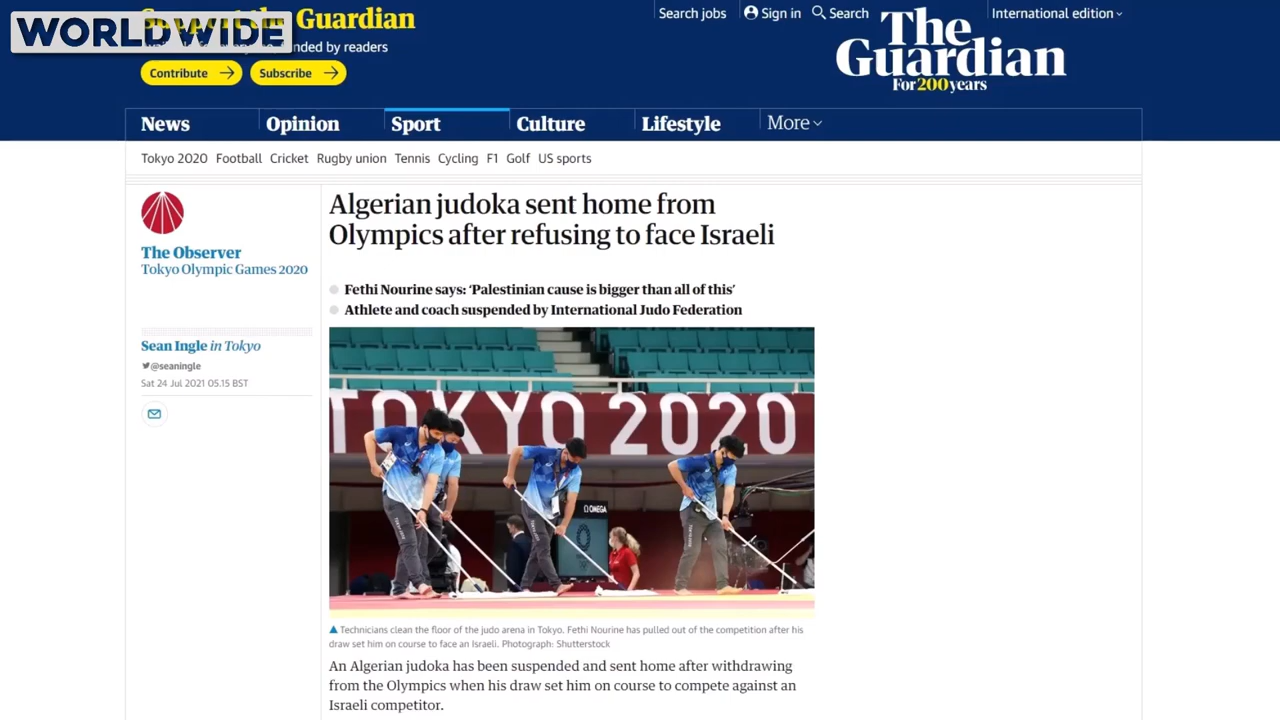 WORLDWIDE
Support the Guardian
funded by readers
Contribute
Subscribe
Search jobs
Sign in
Search
International edition
The
Guardian
For 200 years
News
Opinion
Sport
Culture
Lifestyle
More
Tokyo 2020 Football Cricket Rugby union Tennis Cycling F1 Golf US sports
The Observer
Tokyo Olympic Games 2020
Sean Ingle in Tokyo
@seaningle
Sat 24 Jul 2021 05.15 BST
Algerian judoka sent home from
Olympics after refusing to face Israeli
Fethi Nourine says: ‘Palestinian cause is bigger than all of this’
Athlete and coach suspended by International Judo Federation
TOKYO 2020
OMEGA
Technicians clean the floor of the judo arena in Tokyo. Fethi Nourine has pulled out of the competition after his
draw set him on course to face an Israeli. Photograph: Shutterstock
An Algerian judoka has been suspended and sent home after withdrawing
from the Olympics when his draw set him on course to compete against an
Israeli competitor.